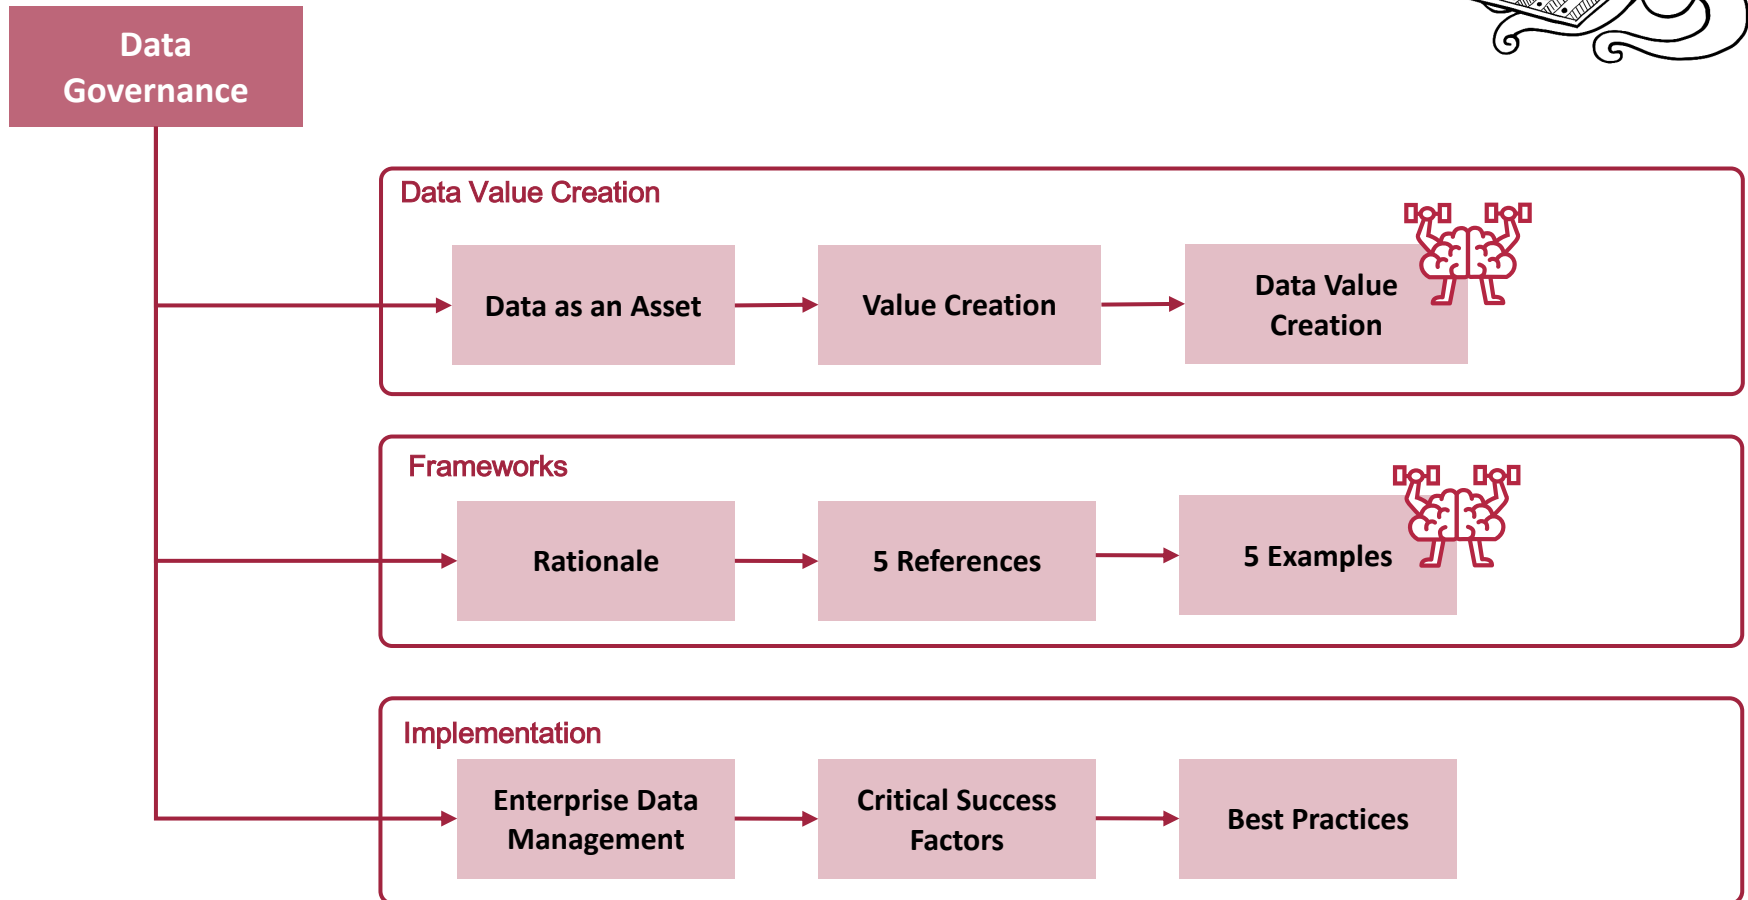 Data
Governance
Data Value Creation
Data as an Asset
Value Creation
Data Value
Creation
Frameworks
Rationale
5 References
5 Examples
Implementation
Enterprise Data
Management
Critical Success
Factors
Best Practices